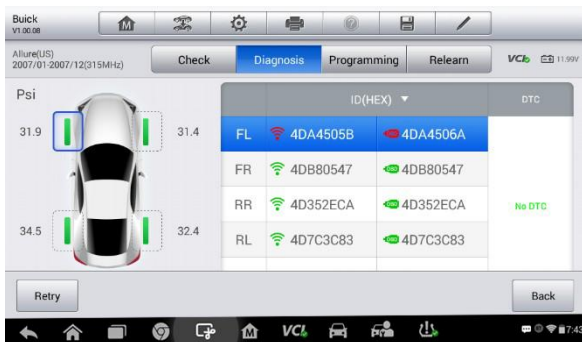 Buick
V1.00.08
Allure(US)
2007/01-2007/12(315MHz)
Check Diagnosis Programming Relearn
VCI 11.99V
Psi
31.9 31.4
34.5 32.4
ID(HEX) ▼ DTC
FL 4DA4505B 4DA4506A
FR 4DB80547 4DB80547
RR 4D352ECA 4D352ECA
RL 4D7C3C83 4D7C3C83
No DTC
Retry Back
VCI 7:43